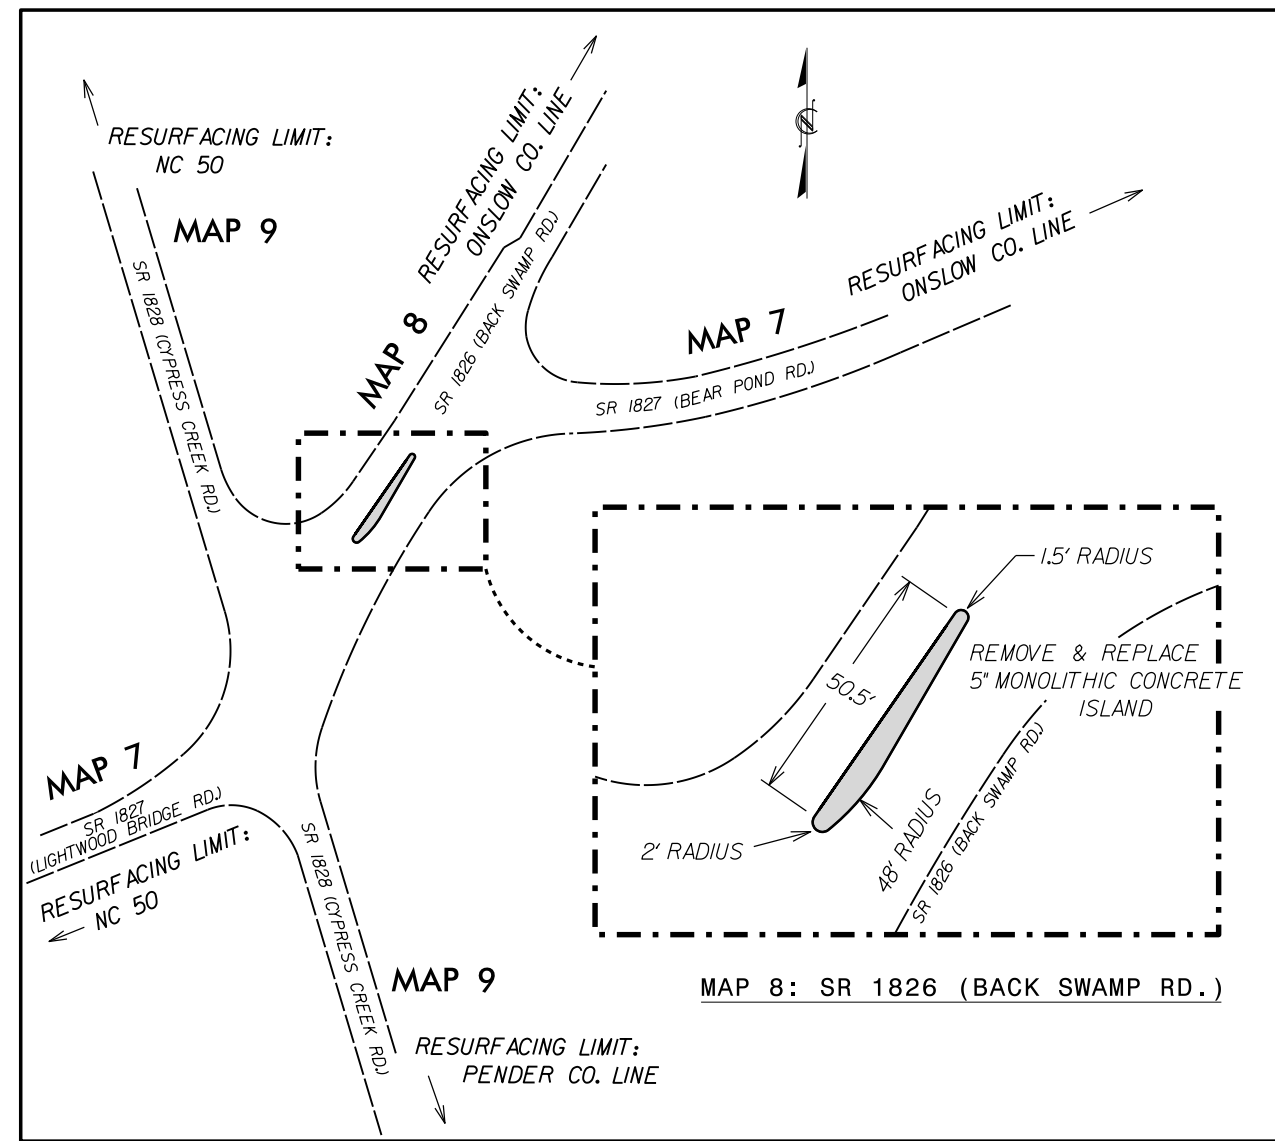 RESURFACING LIMIT:
NC 50
MAP 9
SR 1828 (CYPRESS CREEK RD.)
RESURFACING LIMIT:
ONSLOW CO. LINE
MAP 8
SR 1826 (BACK SWAMP RD.)
N
RESURFACING LIMIT:
ONSLOW CO. LINE
MAP 7
SR 1827 (BEAR POND RD.)
1.5' RADIUS
REMOVE & REPLACE
5" MONOLITHIC CONCRETE
ISLAND
50.5'
2' RADIUS
48' RADIUS
SR 1826 (BACK SWAMP RD.)
MAP 7
SR 1827
(LIGHTWOOD BRIDGE RD.)
RESURFACING LIMIT:
NC 50
SR 1828 (CYPRESS CREEK RD.)
MAP 9
RESURFACING LIMIT:
PENDER CO. LINE
MAP 8: SR 1826 (BACK SWAMP RD.)